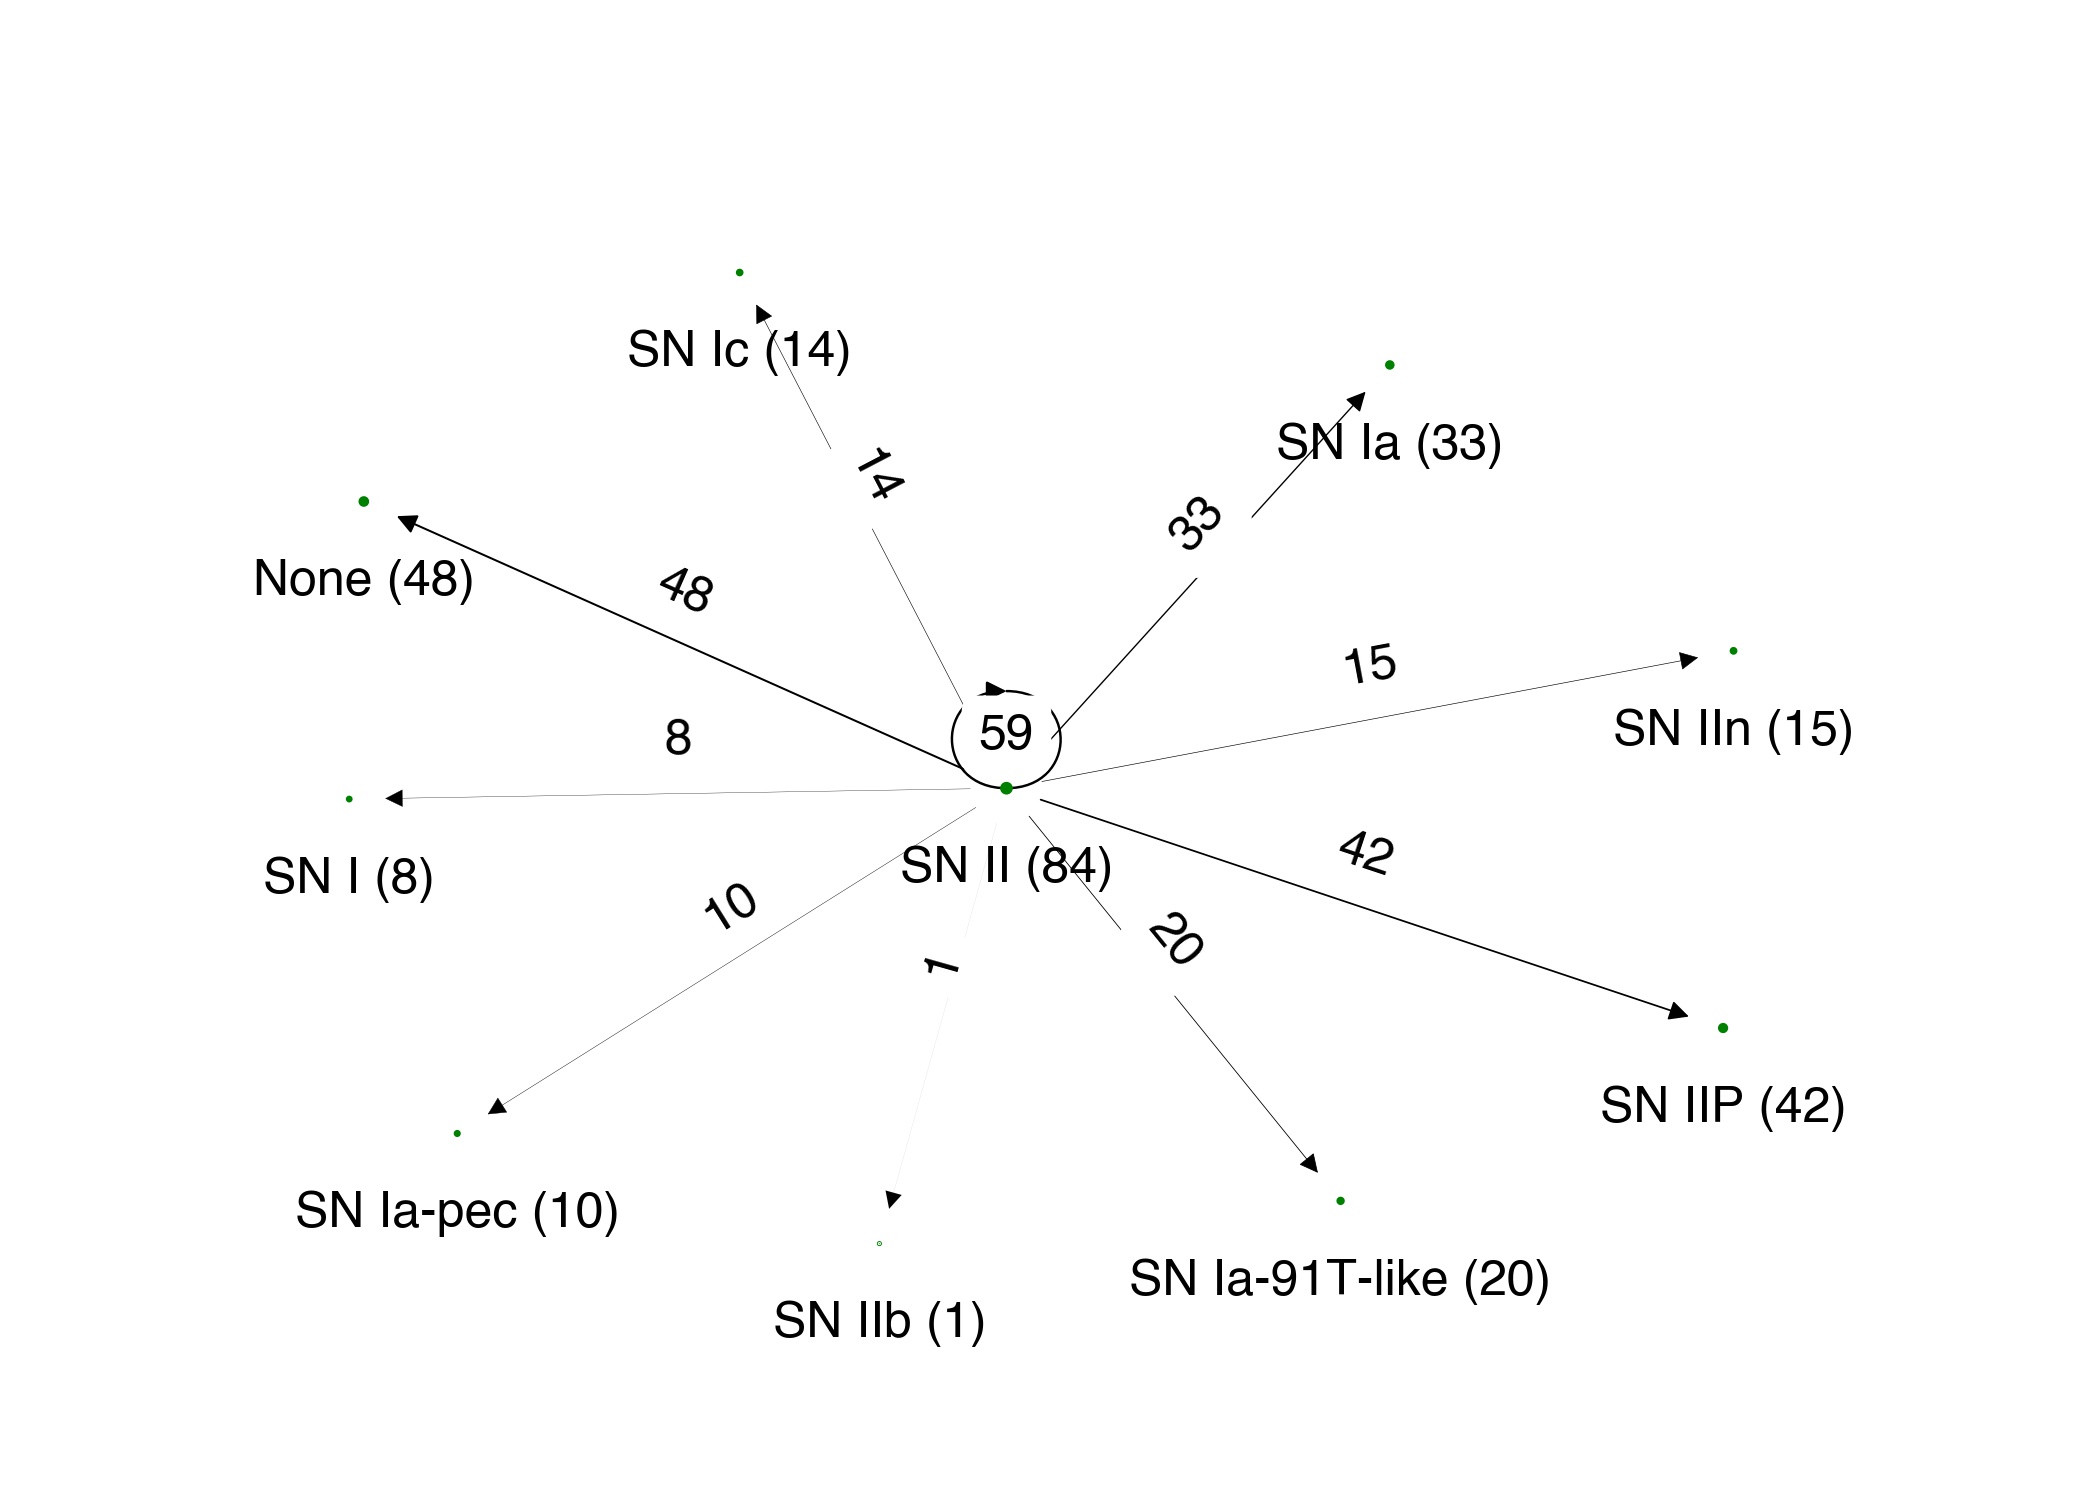 SN Ic (14)
SN Ia (33)
14
33
None (48)
48
15
SN IIn (15)
8
59
SN I (8)
SN II (84)
42
10
1
20
SN IIP (42)
SN Ia-pec (10)
SN Ia-91T-like (20)
SN IIb (1)